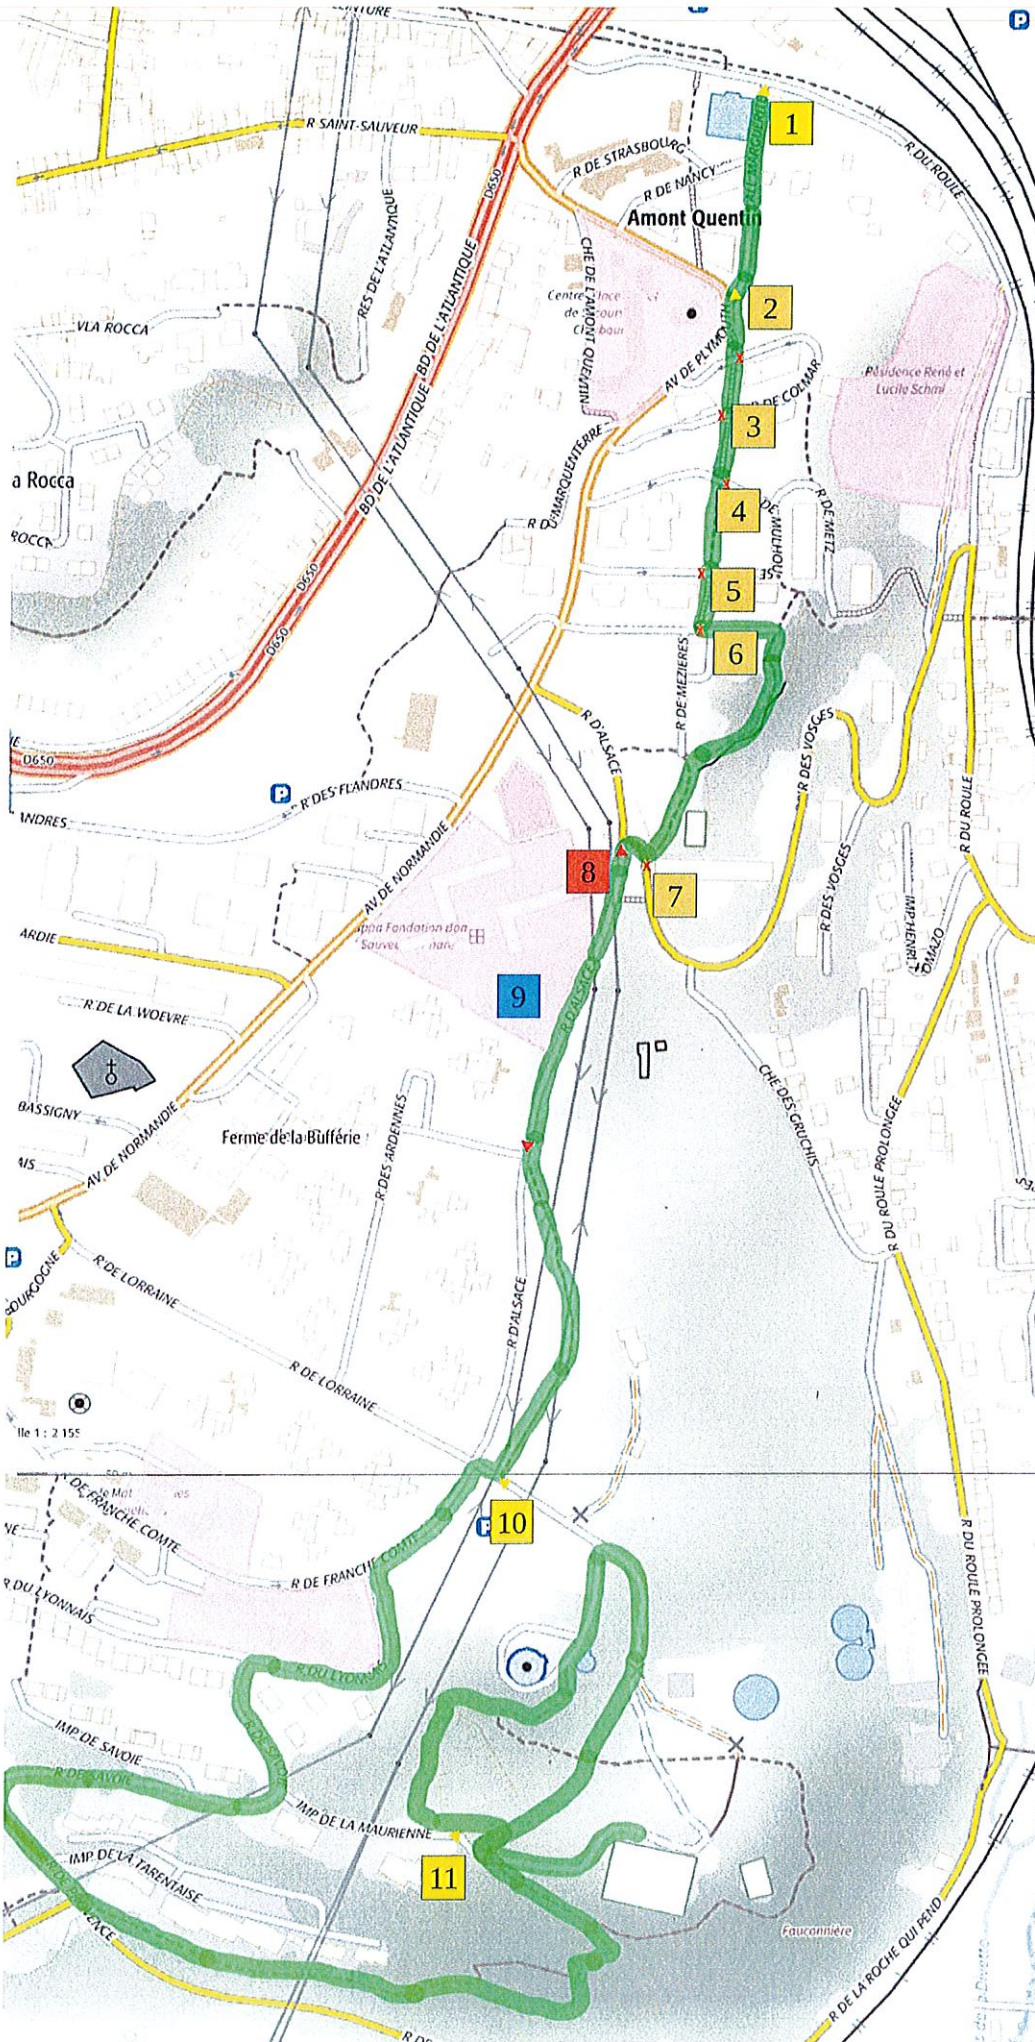 P
P
1
R SAINT-SAUVEUR
R DE STRASBOURG
R DE NANCY
R DU ROULE
D650
Amont Quentin
RES DE L'ATLANTIQUE
CHE DE L'AMONT QUENTIN
BD DE L'ATLANTIQUE
2
VLA ROCCA
AV DE PLYMOUTH
Résidence René et
Lucile Schmi
R DE COLMAR
3
BD DE L'ATLANTIQUE
a Rocca
4
R DE METZ
ROCCA
D650
5
D650
6
R DE MEZIERES
R D'ALSACE
R DES VOSGES
D650
P
R DES FLANDRES
ANDRES
R DU ROULE
AV DE NORMANDIE
8
7
R DES VOSGES
ARDIE
9
R D'ALSACE
R DE LA WOEVRE
BASSIGNY
CHE DES GRUCHIS
AV DE NORMANDIE
Ferme de la Bufférie
R DES ARDENNES
R DU ROULE PROLONGEE
P
R DE LORRAINE
R D'ALSACE
R DE LORRAINE
lle 1 : 2 155
DE FRANCHE COMTE
P
10
R DE FRANCHE COMTE
R DU LYONNAIS
R DU ROULE PROLONGEE
R DU LYONNAIS
R DE SAVOIE
IMP DE SAVOIE
R DE SAVOIE
IMP DE LA MAURIENNE
IMP DE LA TARENTAISE
11
Fauconnière
R DE LA ROCHE QUI PEND